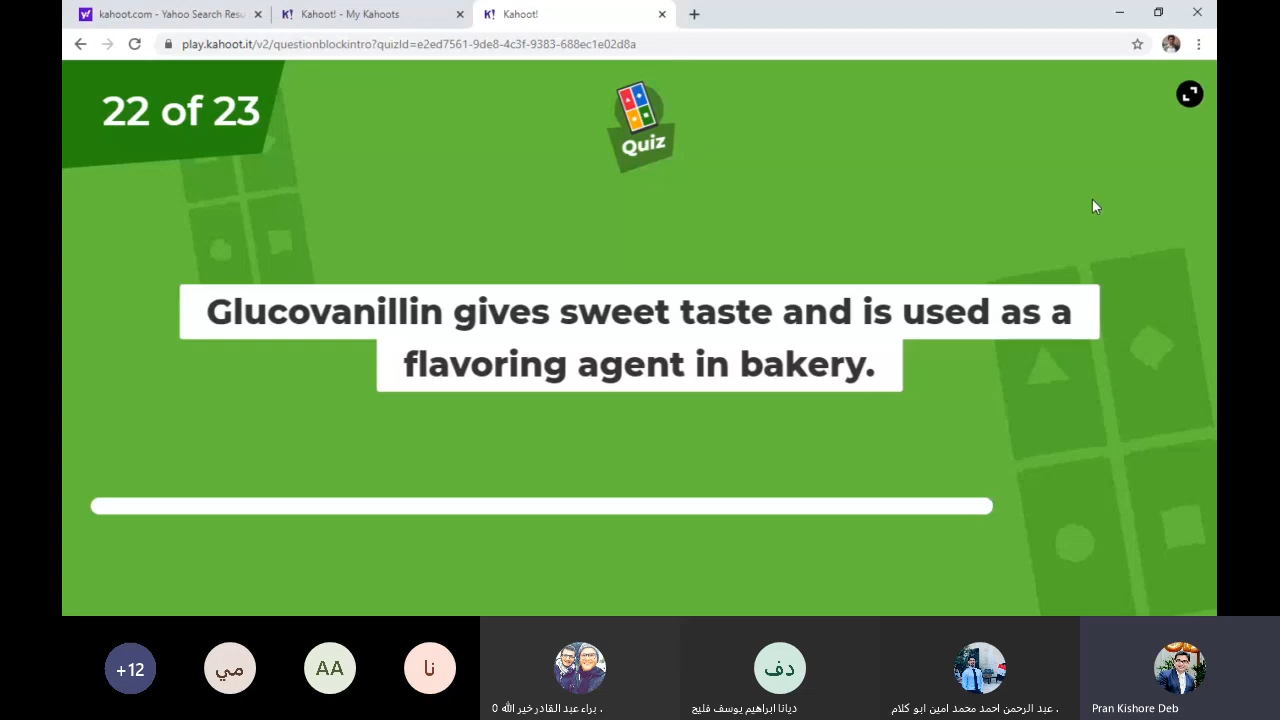 kahoot.com - Yahoo Search Resu
Kahoot! - My Kahoots
Kahoot!
play.kahoot.it/v2/questionblockintro?quizId=e2ed7561-9de8-4c3f-9383-688ec1e02d8a
22 of 23
Quiz
Glucovanillin gives sweet taste and is used as a
flavoring agent in bakery.
+12
مي
AA
نا
دف
براء عبد القادر خير الله 0 .
ديانا ابراهيم يوسف فليح
عبد الرحمن احمد محمد امين ابو كلام .
Pran Kishore Deb